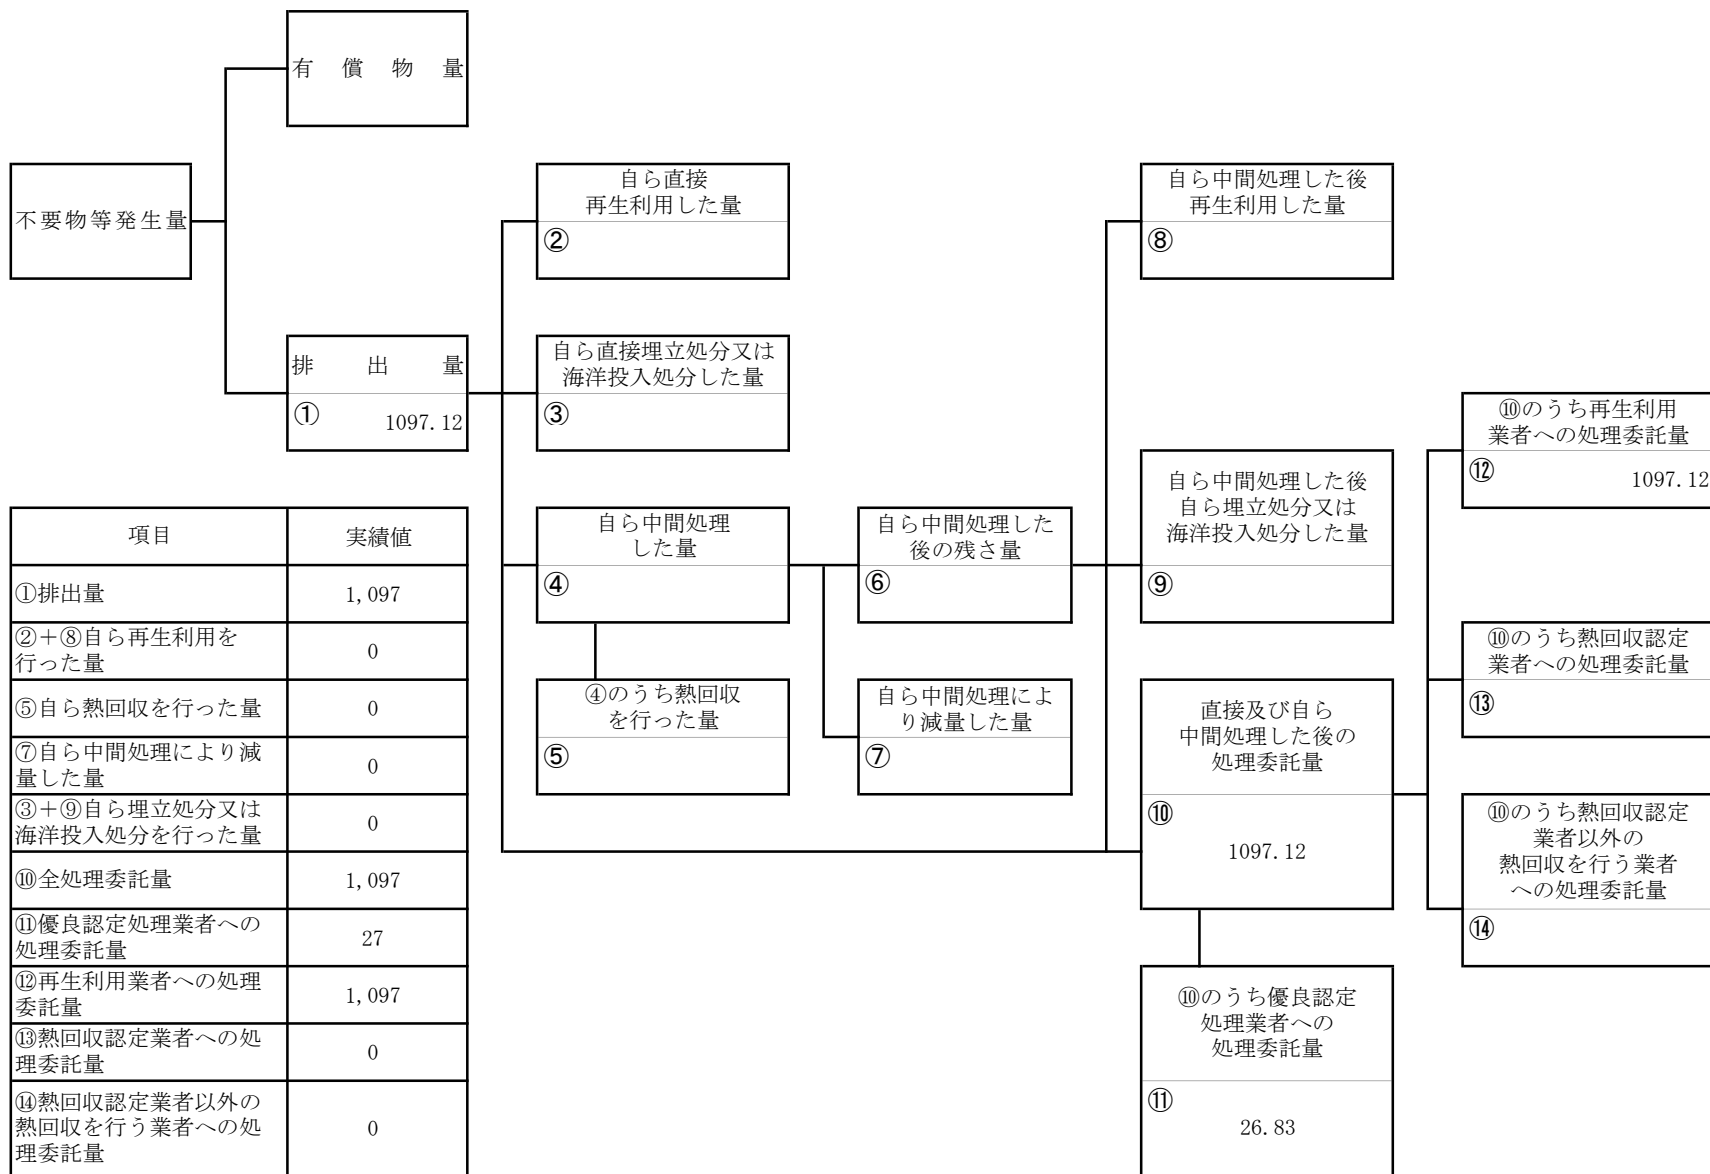 有償物量
不要物等発生量
排出量
① 1097.12
自ら直接
再生利用した量
②
自ら直接埋立処分又は
海洋投入処分した量
③
自ら中間処理
した量
④
④のうち熱回収
を行った量
⑤
自ら中間処理した
後の残さ量
⑥
自ら中間処理によ
り減量した量
⑦
自ら中間処理した後
再生利用した量
⑧
自ら中間処理した後
自ら埋立処分又は
海洋投入処分した量
⑨
直接及び自ら
中間処理した後の
処理委託量
⑩
1097.12
⑩のうち優良認定
処理業者への
処理委託量
⑪
26.83
⑩のうち再生利用
業者への処理委託量
⑫ 1097.12
⑩のうち熱回収認定
業者への処理委託量
⑬
⑩のうち熱回収認定
業者以外の
熱回収を行う業者
への処理委託量
⑭
項目 実績値
①排出量 1,097
②+⑧自ら再生利用を
行った量 0
⑤自ら熱回収を行った量 0
⑦自ら中間処理により減
量した量 0
③+⑨自ら埋立処分又は
海洋投入処分を行った量 0
⑩全処理委託量 1,097
⑪優良認定処理業者への
処理委託量 27
⑫再生利用業者への処理
委託量 1,097
⑬熱回収認定業者への処
理委託量 0
⑭熱回収認定業者以外の
熱回収を行う業者への処
理委託量 0